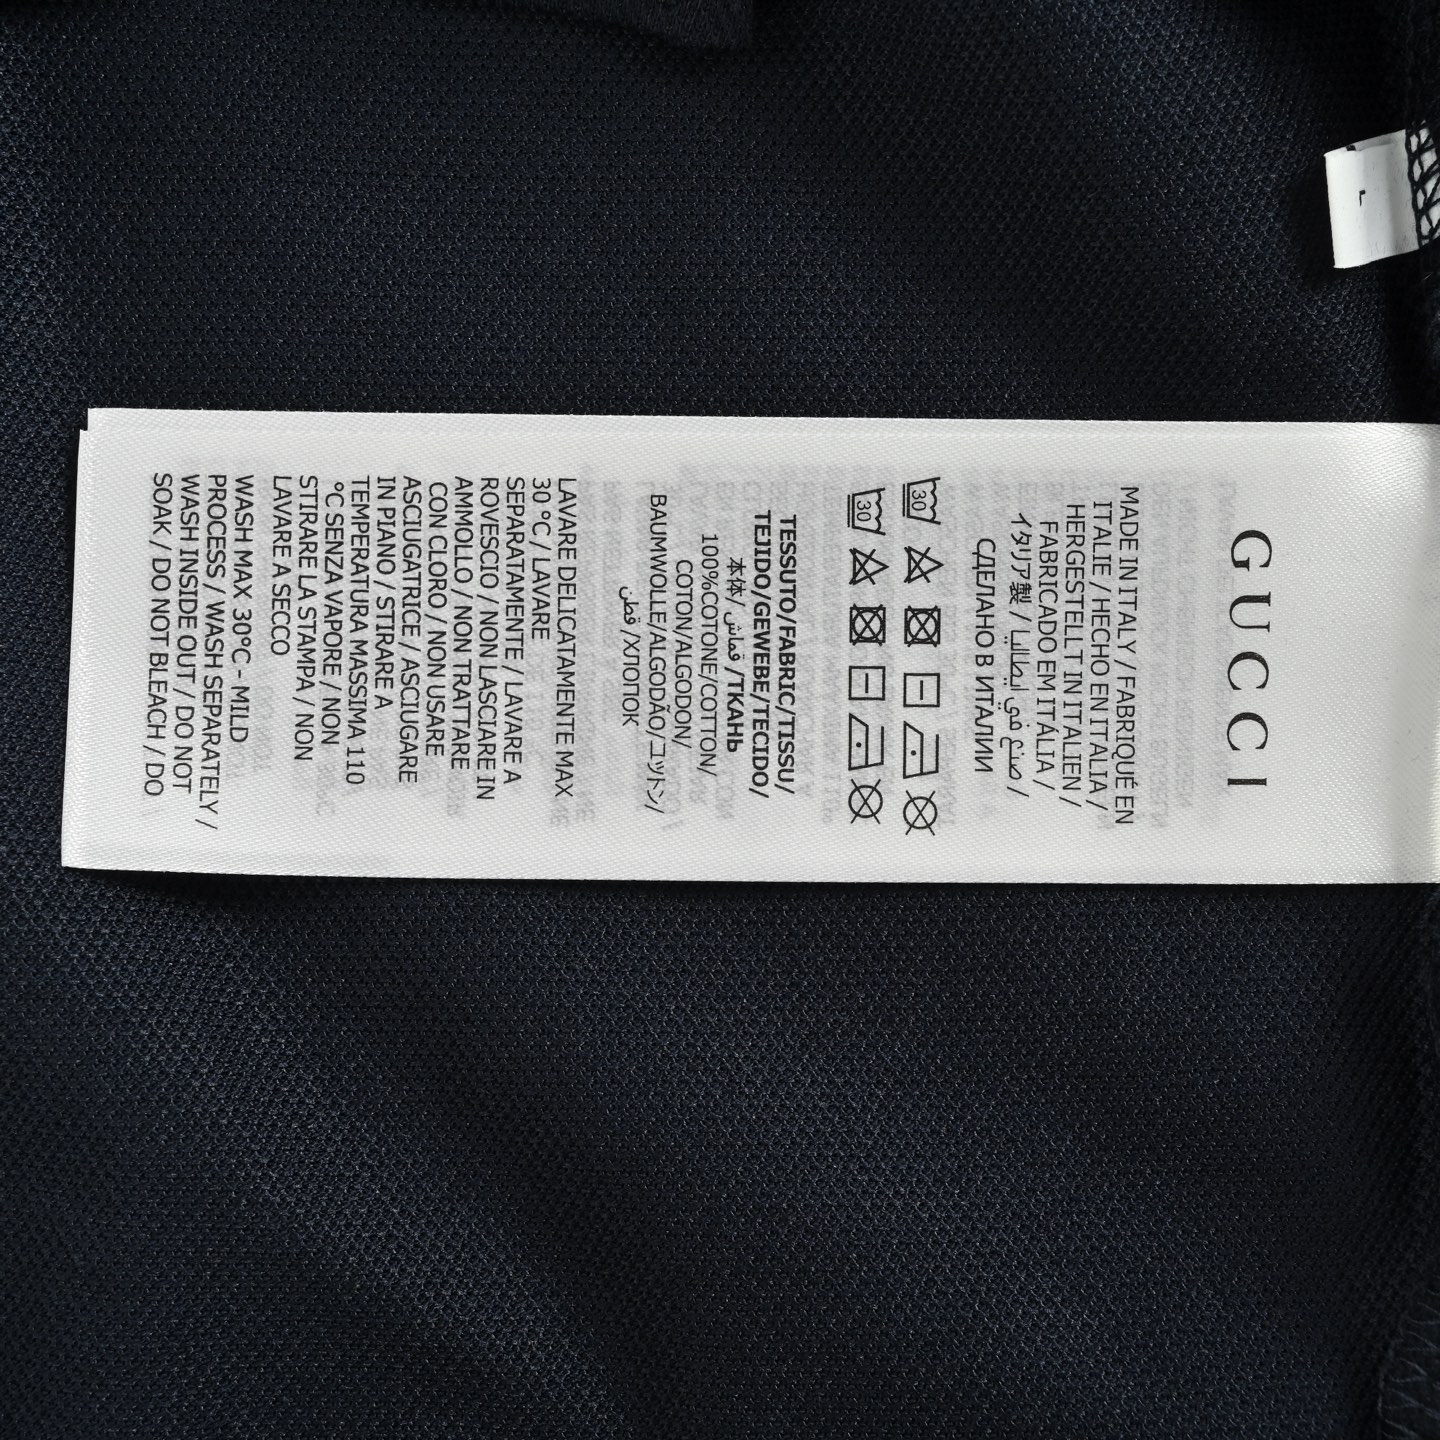 L
GUCCI
MADE IN ITALY / FABRIQUÉ EN
ITALIE / HECHO EN ITALIA /
HERGESTELLT IN ITALIEN /
FABRICADO EM ITÁLIA /
イタリア製 / صنع في ايطاليا /
СДЕЛАНО В ИТАЛИИ
30
30
TESSUTO/FABRIC/TISSU/
TEJIDO/GEWEBE/TECIDO/
本体/ قماش /ТКАНЬ
100%COTONE/COTTON/
COTON/ALGODON/
BAUMWOLLE/ALGODÃO/コットン/
قطن /ХЛОПОК
LAVARE DELICATAMENTE MAX
30 °C / LAVARE
SEPARATAMENTE / LAVARE A
ROVESCIO / NON LASCIARE IN
AMMOLLO / NON TRATTARE
CON CLORO / NON USARE
ASCIUGATRICE / ASCIUGARE
IN PIANO / STIRARE A
TEMPERATURA MASSIMA 110
°C SENZA VAPORE / NON
STIRARE LA STAMPA / NON
LAVARE A SECCO
WASH MAX 30°C - MILD
PROCESS / WASH SEPARATELY /
WASH INSIDE OUT / DO NOT
SOAK / DO NOT BLEACH / DO